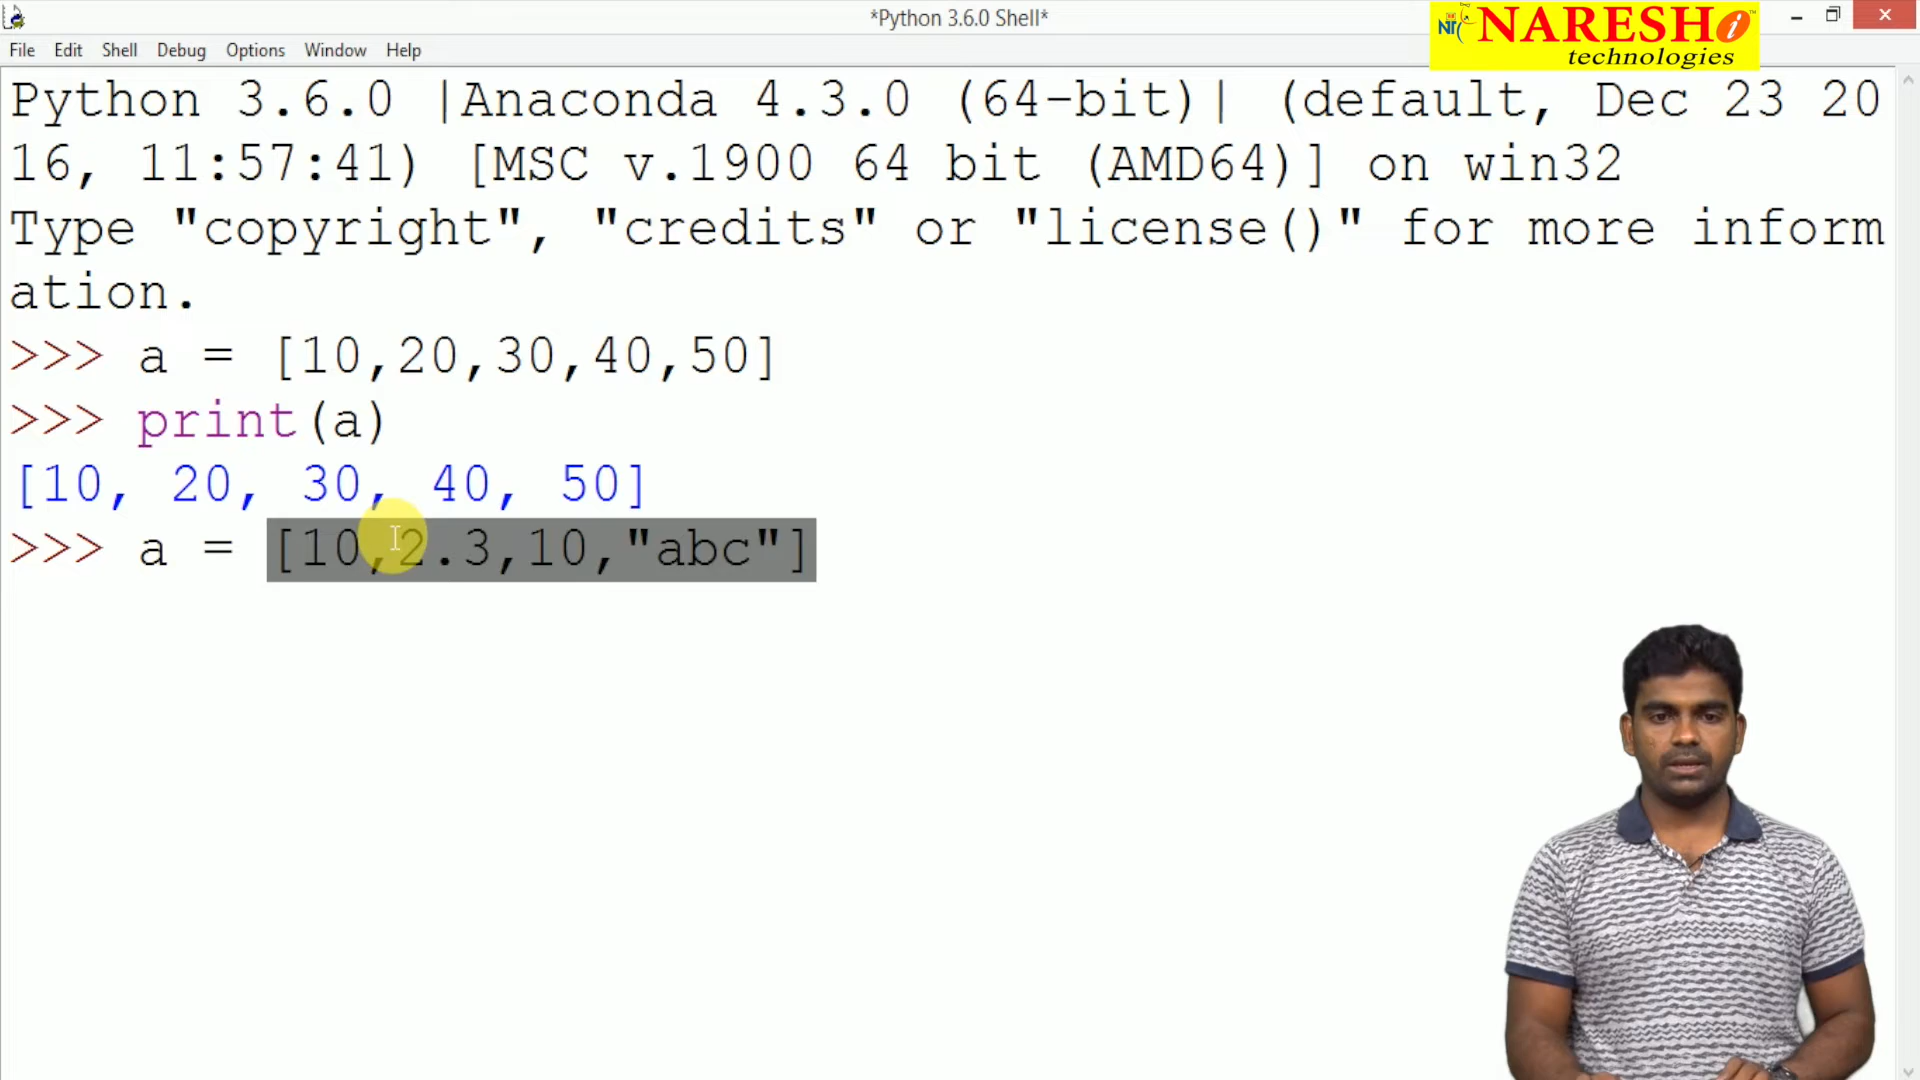 *Python 3.6.0 Shell*
NT
NARESH i
technologies
File Edit Shell Debug Options Window Help
Python 3.6.0 |Anaconda 4.3.0 (64-bit)| (default, Dec 23 20
16, 11:57:41) [MSC v.1900 64 bit (AMD64)] on win32
Type "copyright", "credits" or "license()" for more inform
ation.
>>> a = [10,20,30,40,50]
>>> print(a)
[10, 20, 30, 40, 50]
>>> a = [10,2.3,10,"abc"]